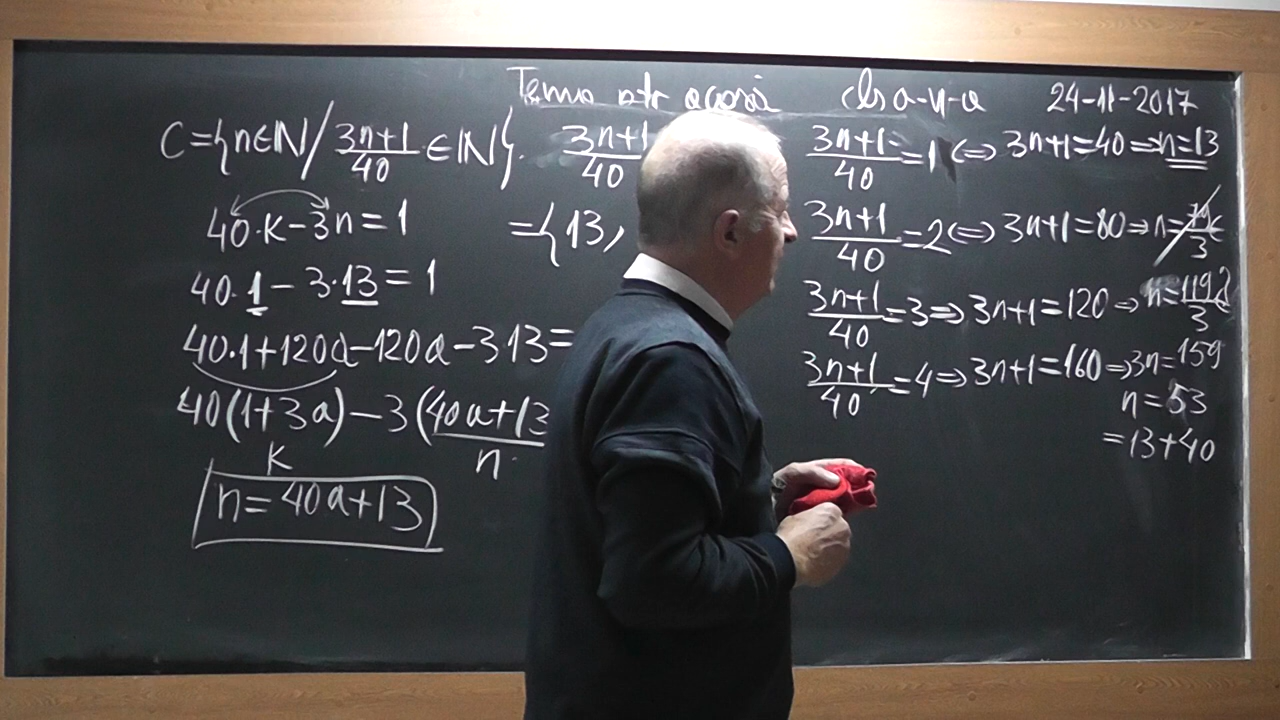 Tema ptr acasă cls a-V-a 24-11-2017
C={n∈ℕ/ (3n+1)/40 ∈ℕ}. (3n+1)/40
={13,
40·k-3n=1
40·1-3·13=1
40·1+120a-120a-3·13=
40(1+3a)-3(40a+13
k n
n=40a+13
(3n+1)/40=1⇔3n+1=40⇒n=13
(3n+1)/40=2⇔3n+1=80⇒n=79/3
(3n+1)/40=3⇒3n+1=120⇒n=119/3
(3n+1)/40=4⇒3n+1=160⇒3n=159
n=53
=13+40